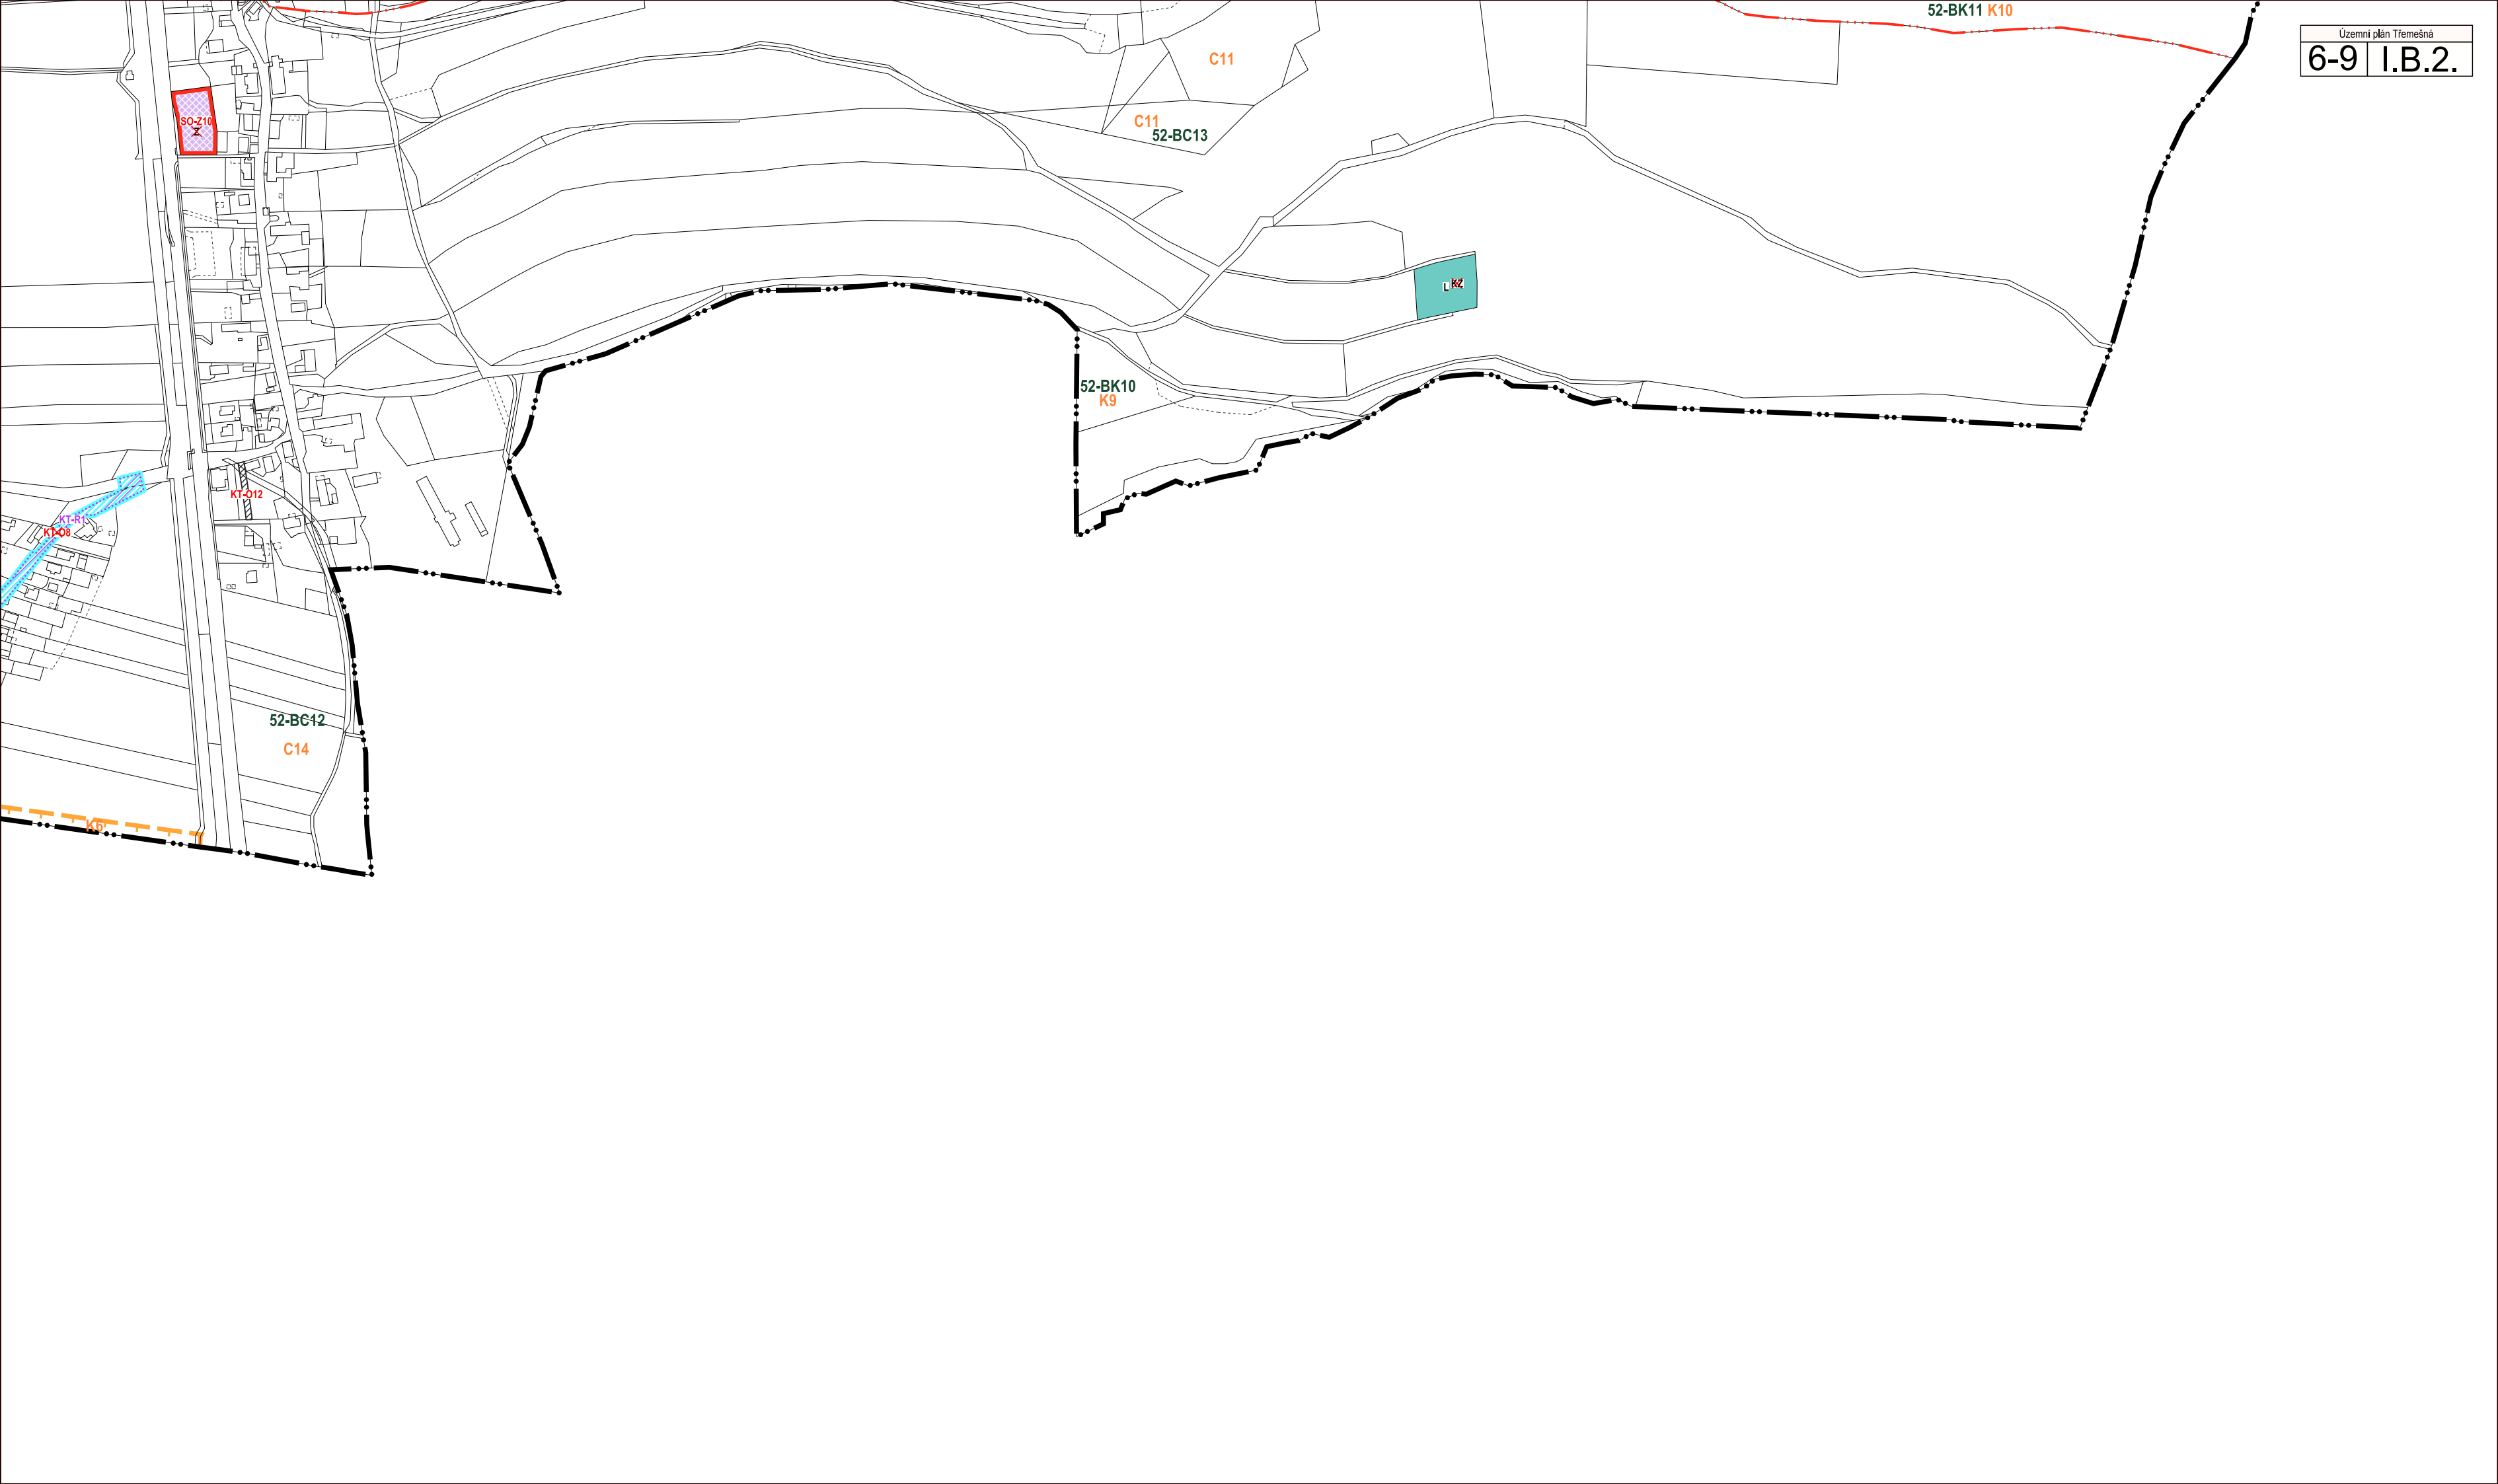 52-BK11 K10
Územní plán Třemešná
6-9 I.B.2.
C11
SO-Z10
Z
C11
52-BC13
L KZ
52-BK10
K9
KT-O12
KT-R1
KT-O8
52-BC12
C14
K6